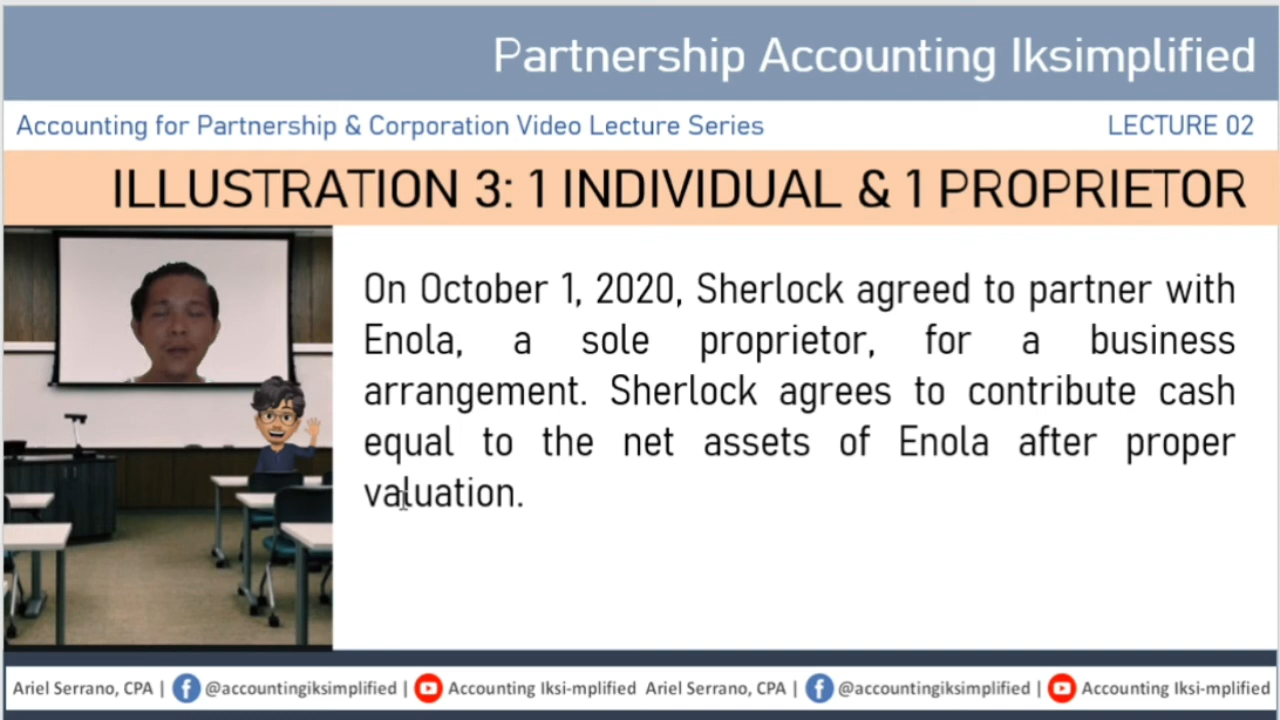 Partnership Accounting Iksimplified
Accounting for Partnership & Corporation Video Lecture Series LECTURE 02
ILLUSTRATION 3: 1 INDIVIDUAL & 1 PROPRIETOR
On October 1, 2020, Sherlock agreed to partner with
Enola, a sole proprietor, for a business
arrangement. Sherlock agrees to contribute cash
equal to the net assets of Enola after proper
valuation.
Ariel Serrano, CPA | @accountingiksimplified | Accounting Iksi-mplified Ariel Serrano, CPA | @accountingiksimplified | Accounting Iksi-mplified